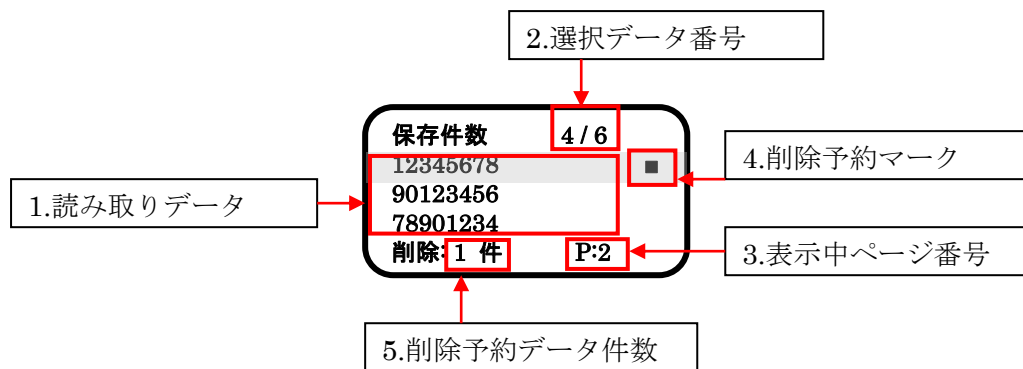 2.選択データ番号
保存件数 4 / 6
12345678 ■
90123456
78901234
削除: 1 件 P:2
4.削除予約マーク
1.読み取りデータ
3.表示中ページ番号
5.削除予約データ件数